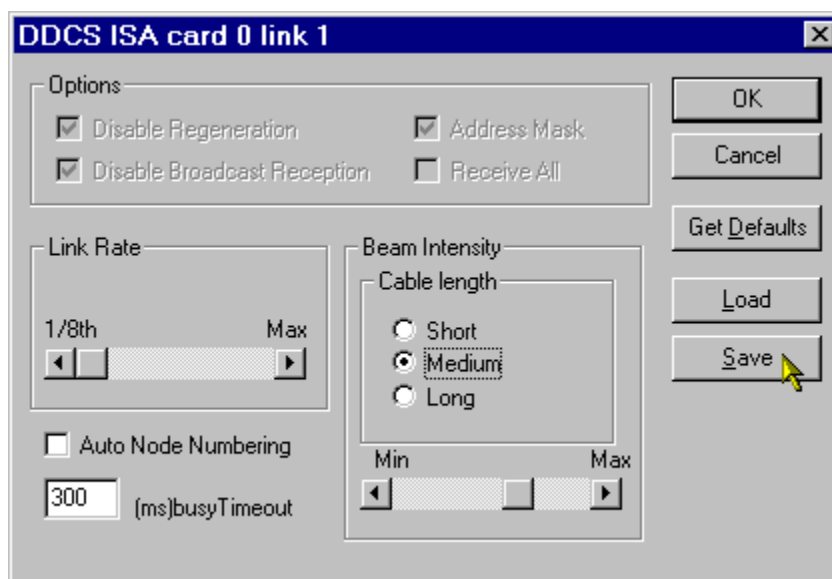 DDCS ISA card 0 link 1
Options
Disable Regeneration
Address Mask
Disable Broadcast Reception
Receive All
OK
Cancel
Get Defaults
Load
Save
Link Rate
1/8th Max
Beam Intensity
Cable length
Short
Medium
Long
Min Max
Auto Node Numbering
300 (ms)busyTimeout